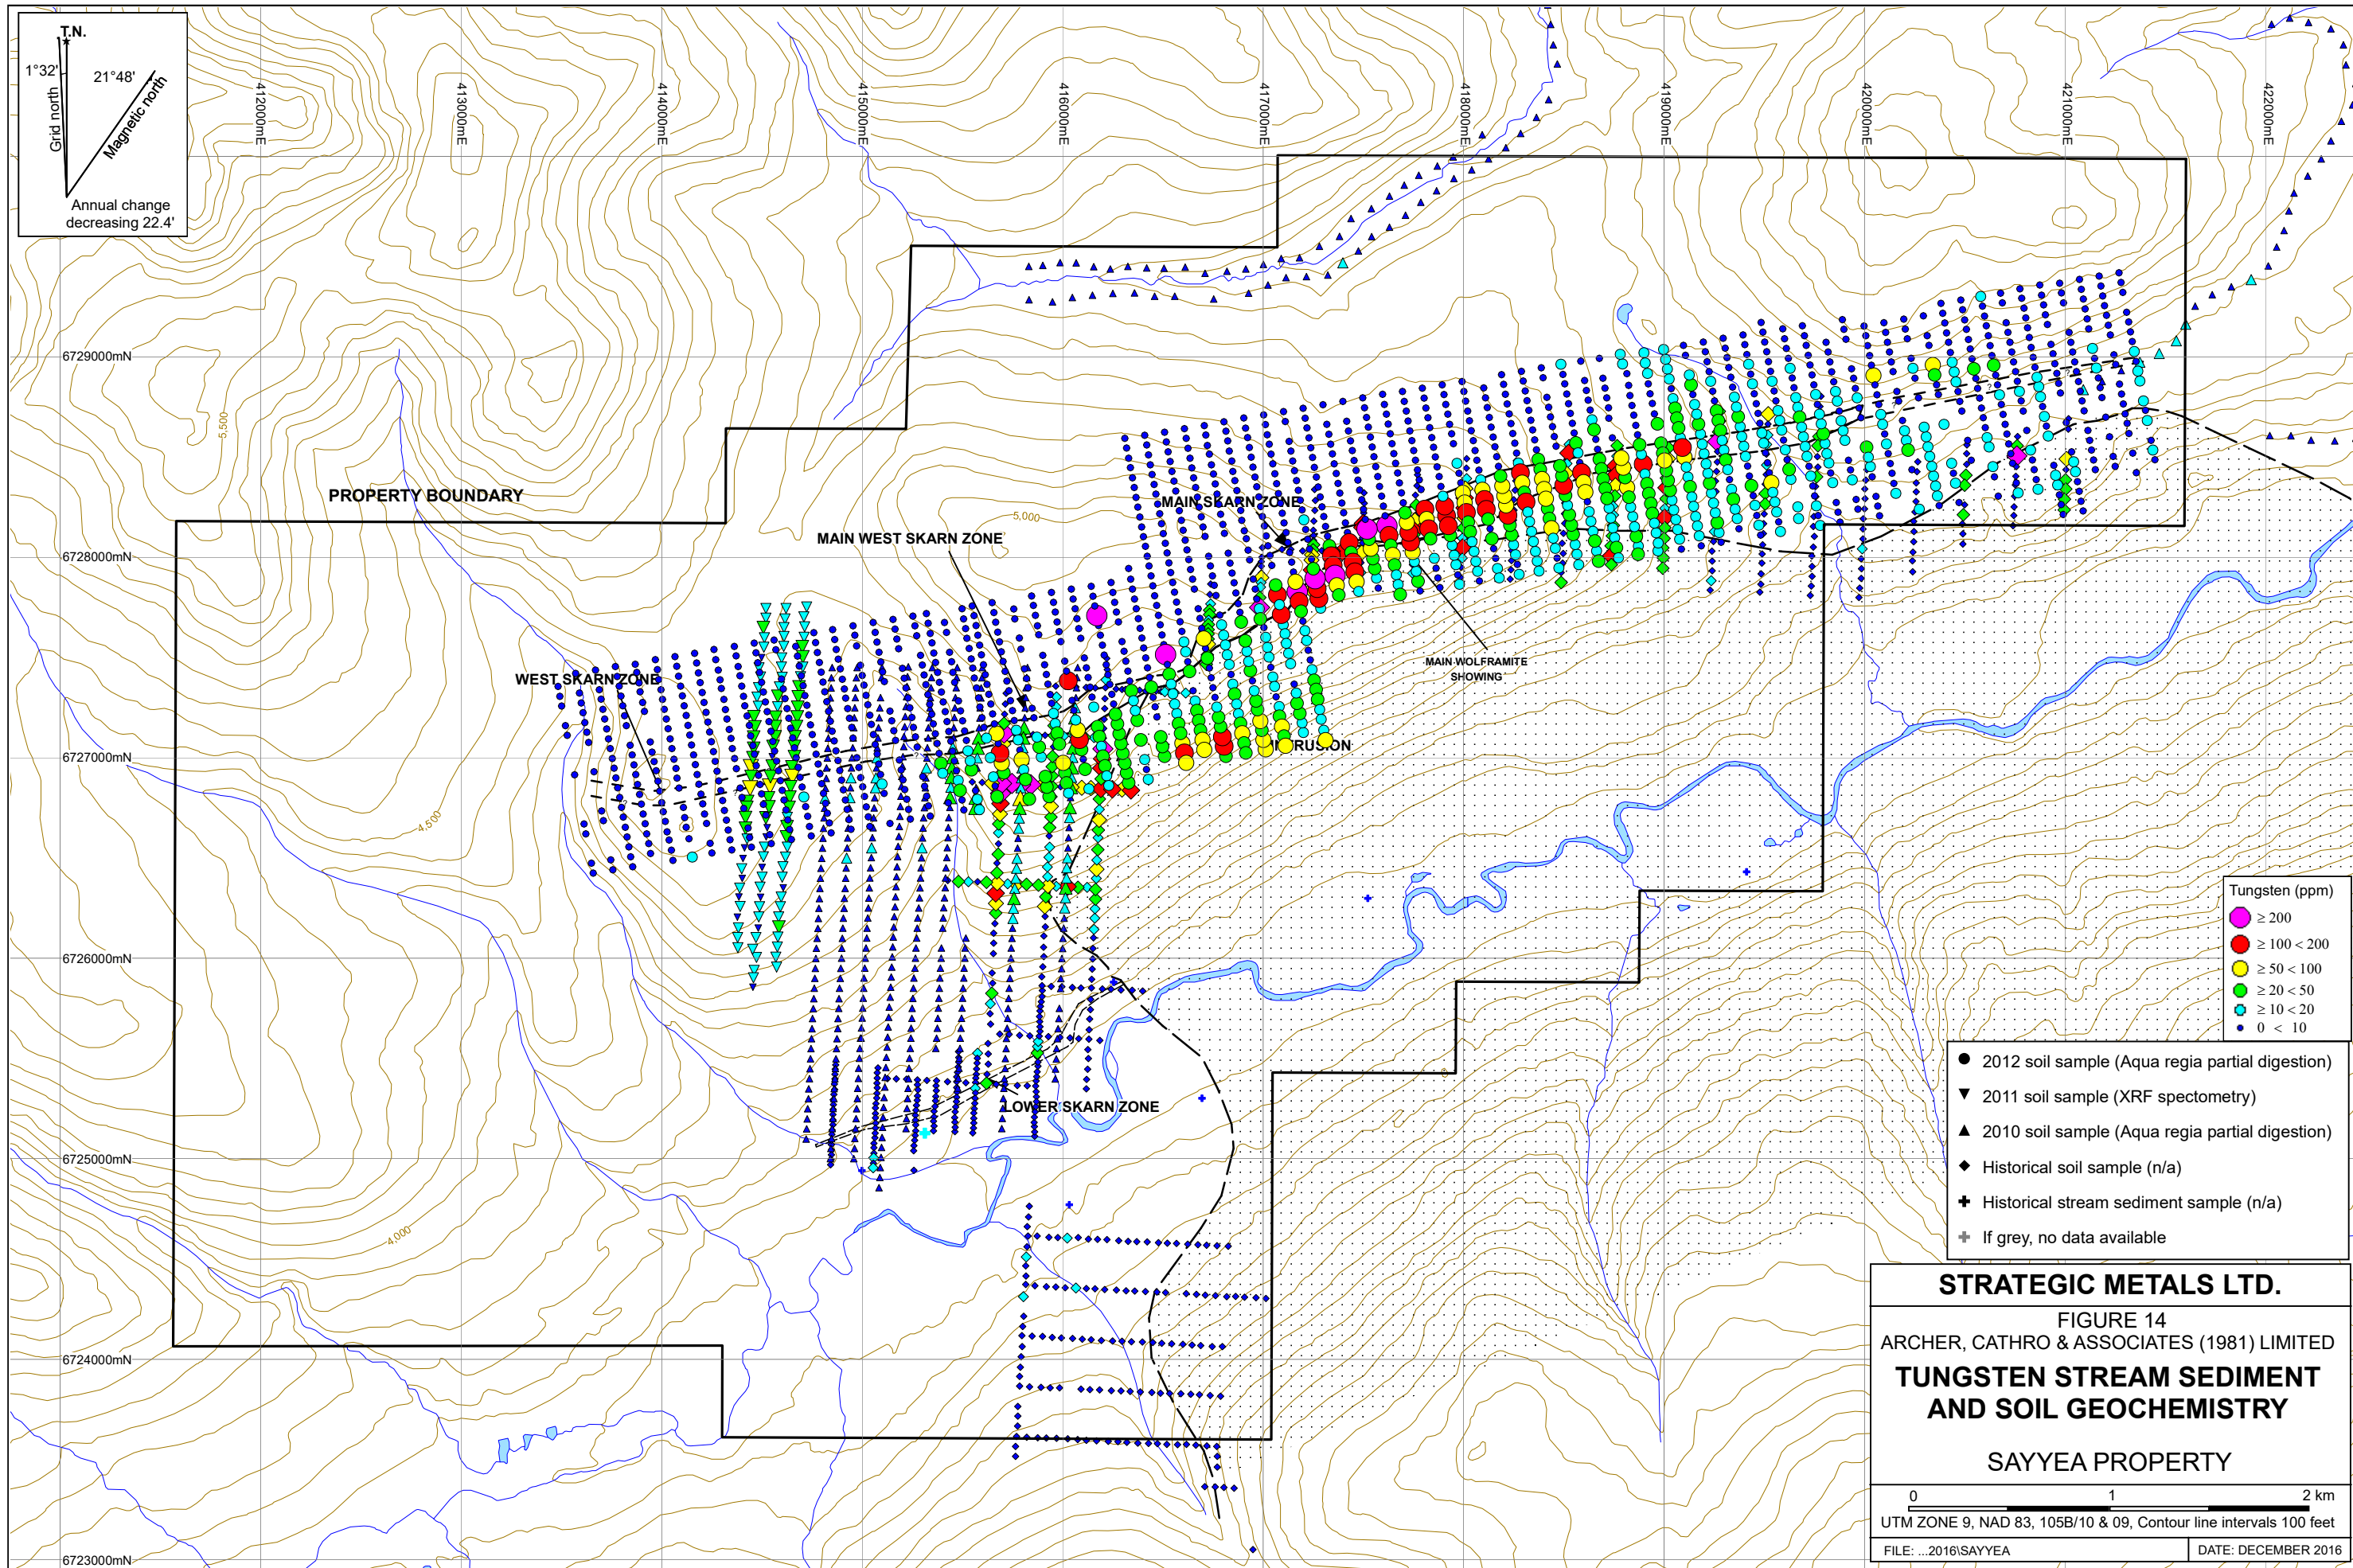 T.N.
1°32'
21°48'
Grid north
Magnetic north
Annual change
decreasing 22.4'
412000mE
413000mE
414000mE
415000mE
416000mE
417000mE
418000mE
419000mE
420000mE
421000mE
422000mE
6729000mN
6728000mN
6727000mN
6726000mN
6725000mN
6724000mN
6723000mN
5,500
5,000
4,500
4,000
PROPERTY BOUNDARY
MAIN SKARN ZONE
MAIN WEST SKARN ZONE
WEST SKARN ZONE
MAIN WOLFRAMITE
SHOWING
LOWER SKARN ZONE
Tungsten (ppm)
≥ 200
≥ 100 < 200
≥ 50 < 100
≥ 20 < 50
≥ 10 < 20
0 < 10
2012 soil sample (Aqua regia partial digestion)
2011 soil sample (XRF spectometry)
2010 soil sample (Aqua regia partial digestion)
Historical soil sample (n/a)
Historical stream sediment sample (n/a)
If grey, no data available
STRATEGIC METALS LTD.
FIGURE 14
ARCHER, CATHRO & ASSOCIATES (1981) LIMITED
TUNGSTEN STREAM SEDIMENT
AND SOIL GEOCHEMISTRY
SAYYEA PROPERTY
0 1 2 km
UTM ZONE 9, NAD 83, 105B/10 & 09, Contour line intervals 100 feet
FILE: ...2016\SAYYEA
DATE: DECEMBER 2016